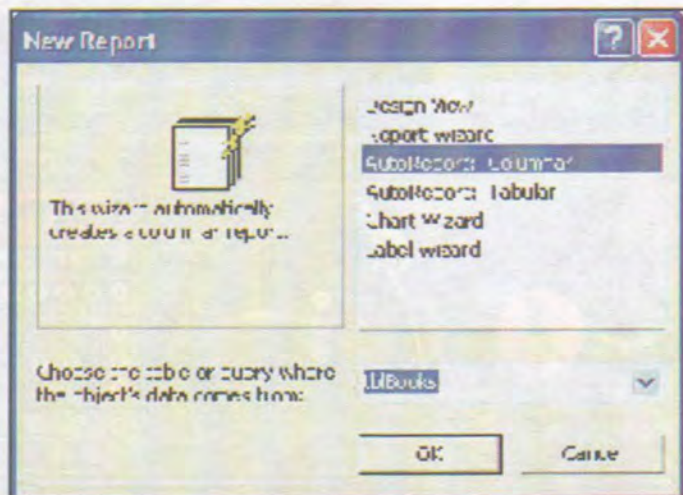 New Report
This wizard automatically
creates a columnar report.
Design View
Report Wizard
AutoReport: Columnar
AutoReport: Tabular
Chart Wizard
Label Wizard
Choose the table or query where
the object's data comes from:
tblBooks
OK
Cancel